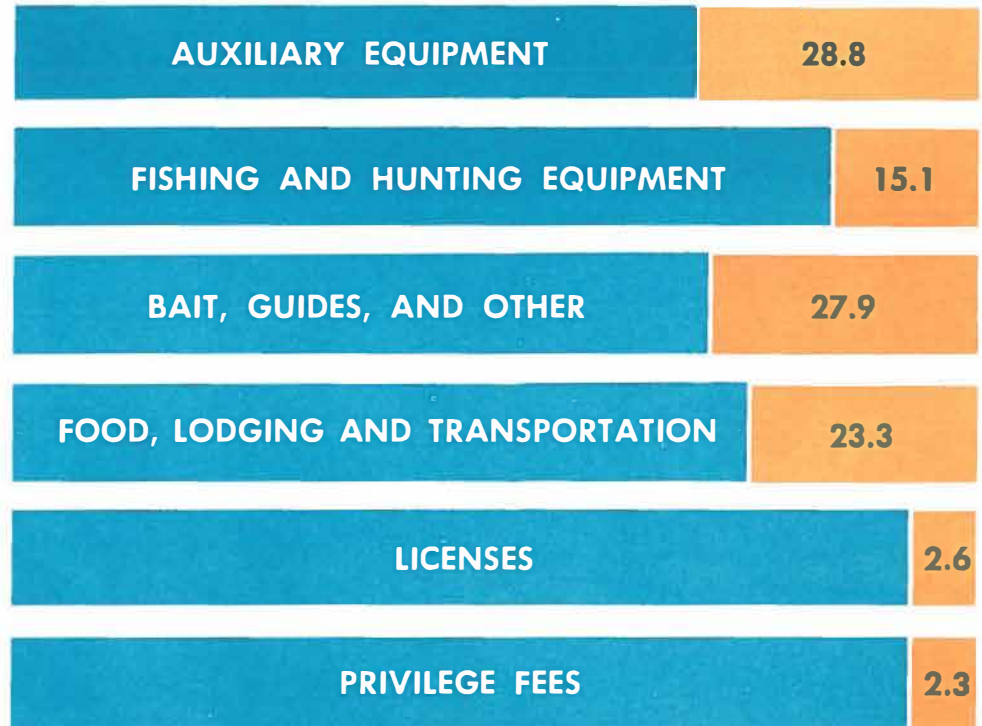 AUXILIARY EQUIPMENT 28.8
FISHING AND HUNTING EQUIPMENT 15.1
BAIT, GUIDES, AND OTHER 27.9
FOOD, LODGING AND TRANSPORTATION 23.3
LICENSES 2.6
PRIVILEGE FEES 2.3